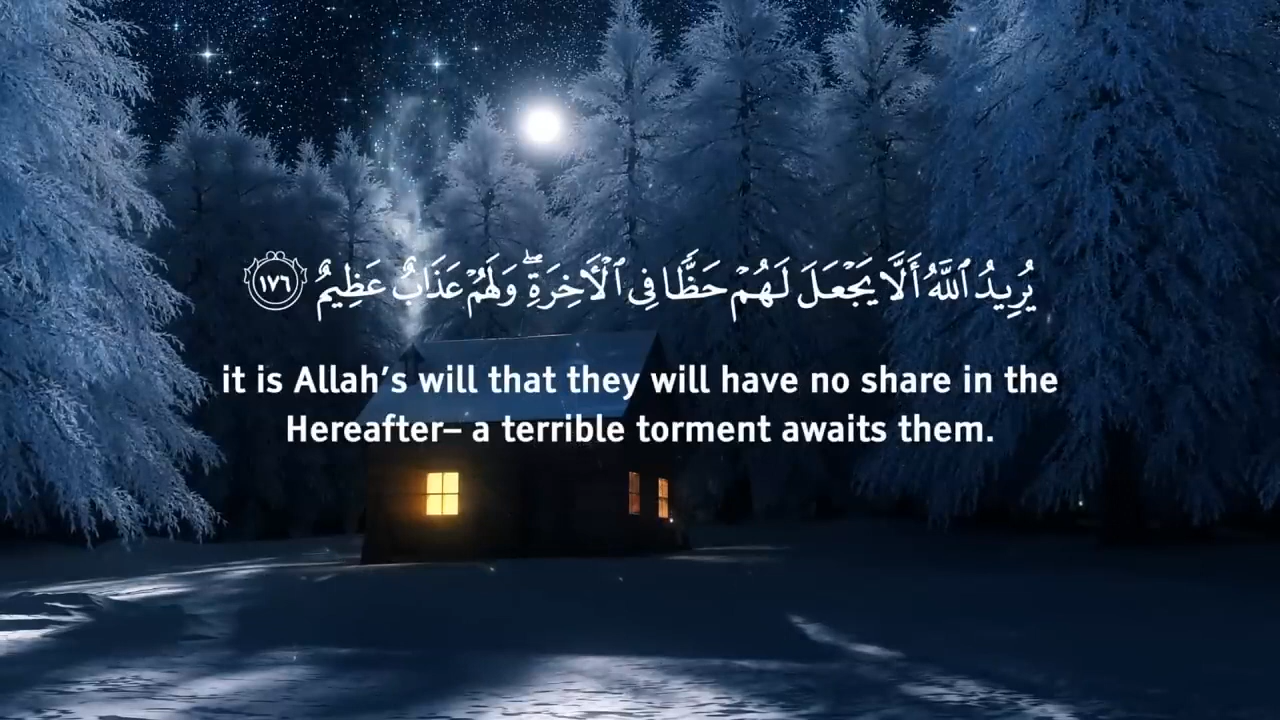 يُرِيدُ ٱللَّهُ أَلَّا يَجْعَلَ لَهُمْ حَظًّا فِى ٱلْـَٔاخِرَةِ ۖ وَلَهُمْ عَذَابٌ عَظِيمٌ ١٧٦
it is Allah's will that they will have no share in the
Hereafter– a terrible torment awaits them.